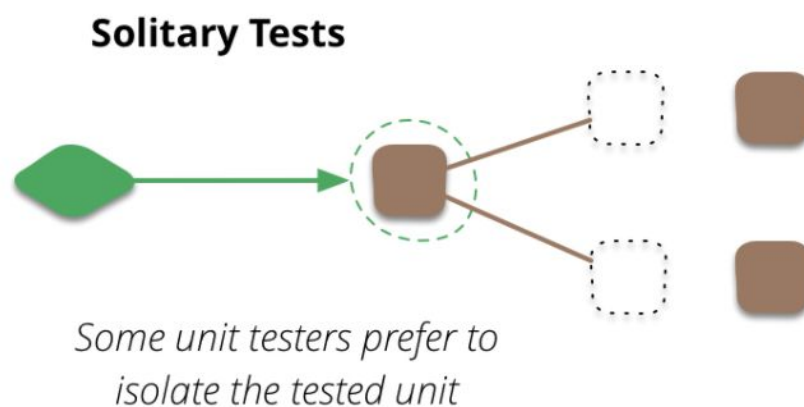 Solitary Tests
Some unit testers prefer to
isolate the tested unit